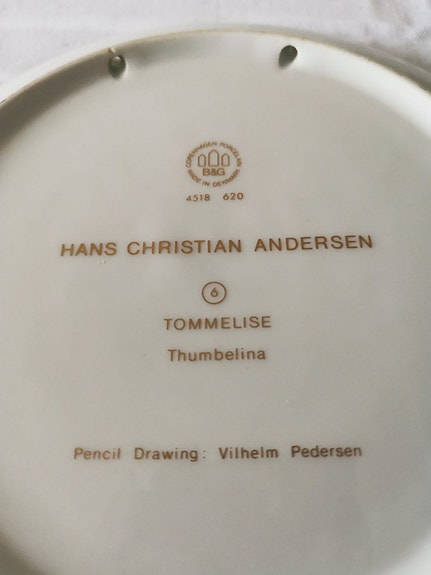 COPENHAGEN PORCELAIN
B&G
MADE IN DENMARK
4518 620
HANS CHRISTIAN ANDERSEN
6
TOMMELISE
Thumbelina
Pencil Drawing: Vilhelm Pedersen